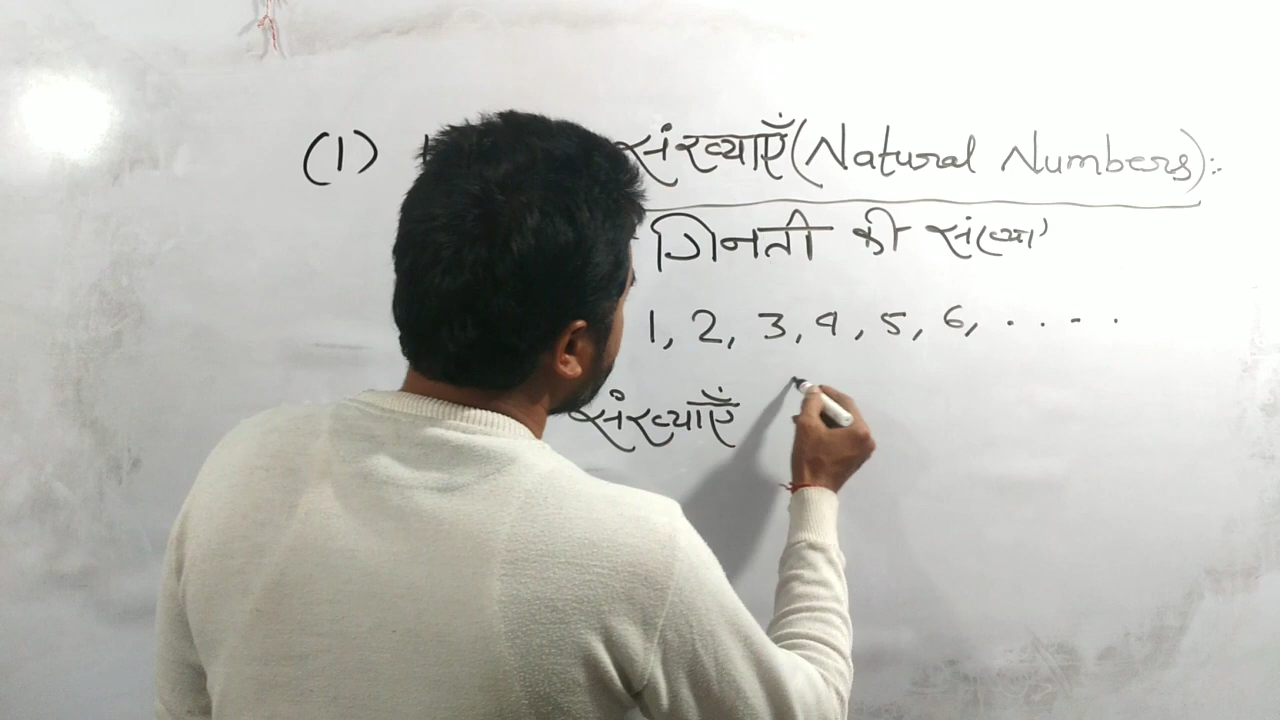 (1) संख्याएँ (Natural Numbers):-
गिनती की संख्या
1, 2, 3, 4, 5, 6, ....
संख्याएँ